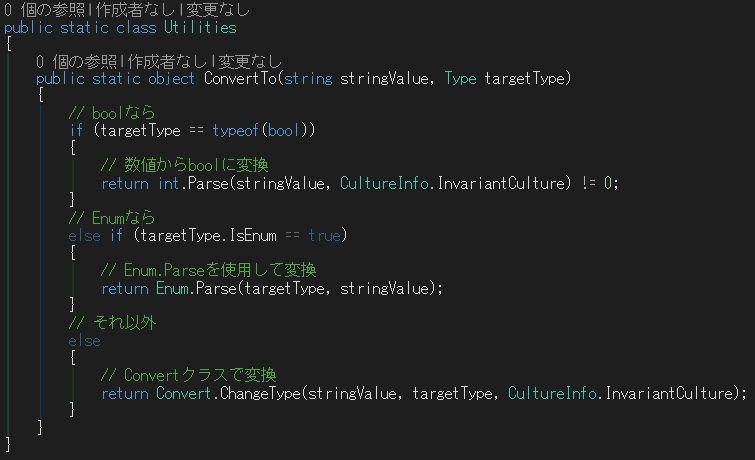 0 個の参照|作成者なし|変更なし
public static class Utilities
{
    0 個の参照|作成者なし|変更なし
    public static object ConvertTo(string stringValue, Type targetType)
    {
        // boolなら
        if (targetType == typeof(bool))
        {
            // 数値からboolに変換
            return int.Parse(stringValue, CultureInfo.InvariantCulture) != 0;
        }
        // Enumなら
        else if (targetType.IsEnum == true)
        {
            // Enum.Parseを使用して変換
            return Enum.Parse(targetType, stringValue);
        }
        // それ以外
        else
        {
            // Convertクラスで変換
            return Convert.ChangeType(stringValue, targetType, CultureInfo.InvariantCulture);
        }
    }
}